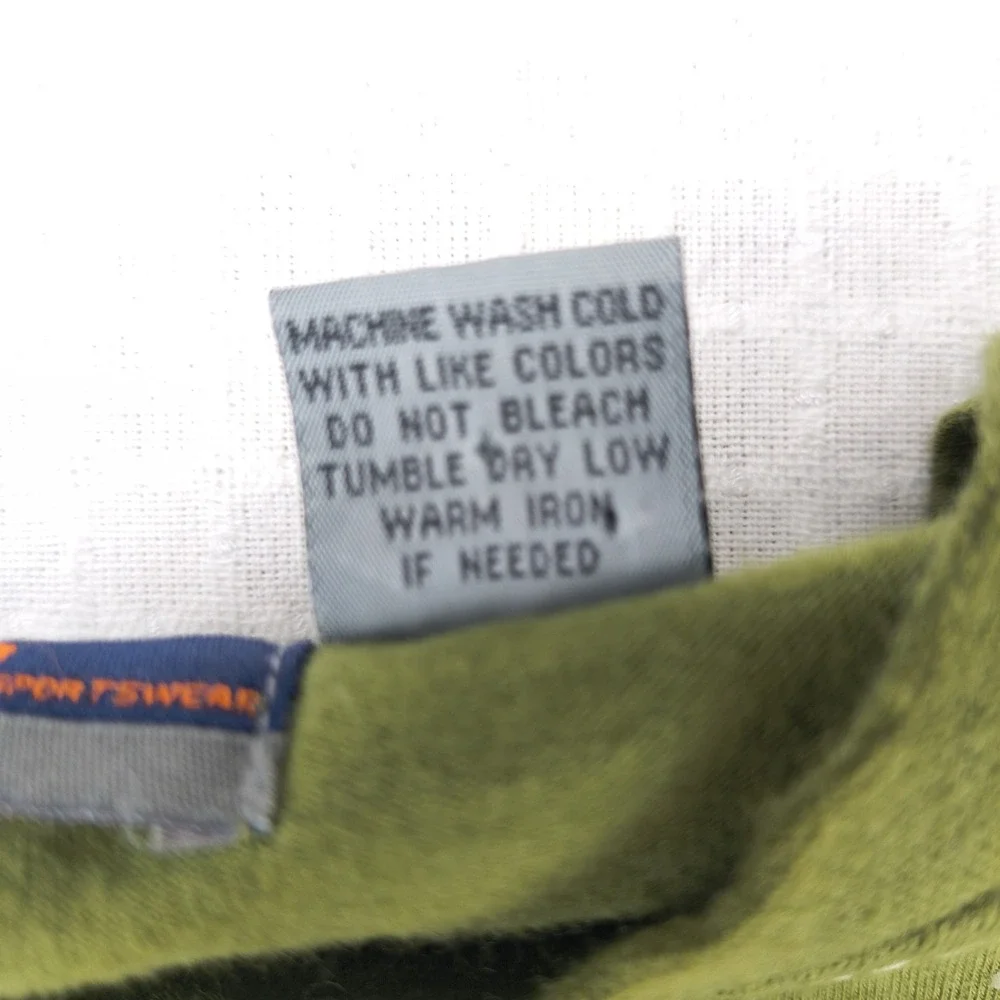 MACHINE WASH COLD
WITH LIKE COLORS
DO NOT BLEACH
TUMBLE DRY LOW
WARM IRON
IF NEEDED
SPORTSWEAR